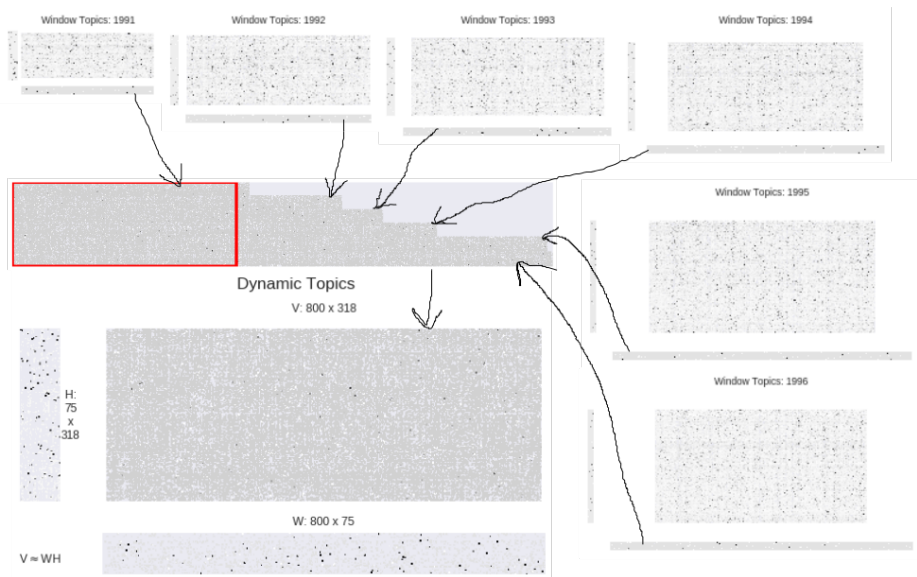 Window Topics: 1991
Window Topics: 1992
Window Topics: 1993
Window Topics: 1994
Window Topics: 1995
Dynamic Topics
V: 800 x 318
H:
75
x
318
Window Topics: 1996
W: 800 x 75
V ≈ WH